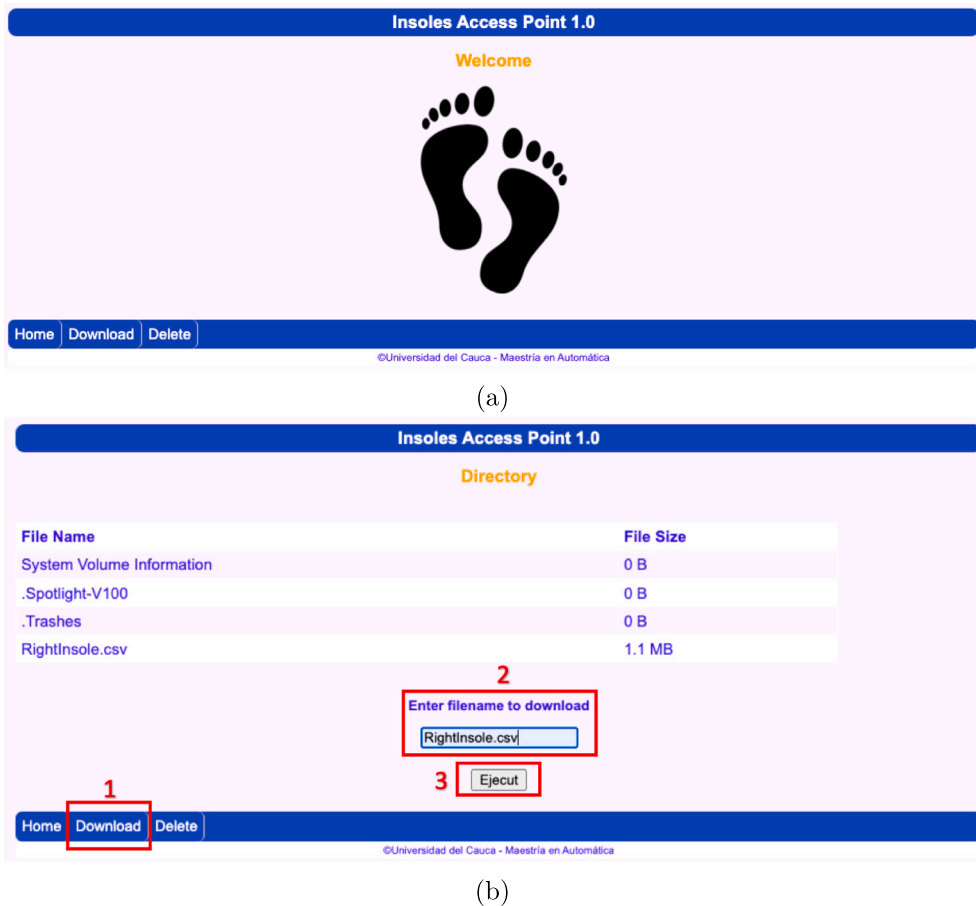 Insoles Access Point 1.0
Welcome
Home Download Delete
©Universidad del Cauca - Maestría en Automática
(a)
Insoles Access Point 1.0
Directory
File Name File Size
System Volume Information 0 B
.Spotlight-V100 0 B
.Trashes 0 B
RightInsole.csv 1.1 MB
2
Enter filename to download
RightInsole.csv
3 Ejecut
1
Home Download Delete
©Universidad del Cauca - Maestría en Automática
(b)